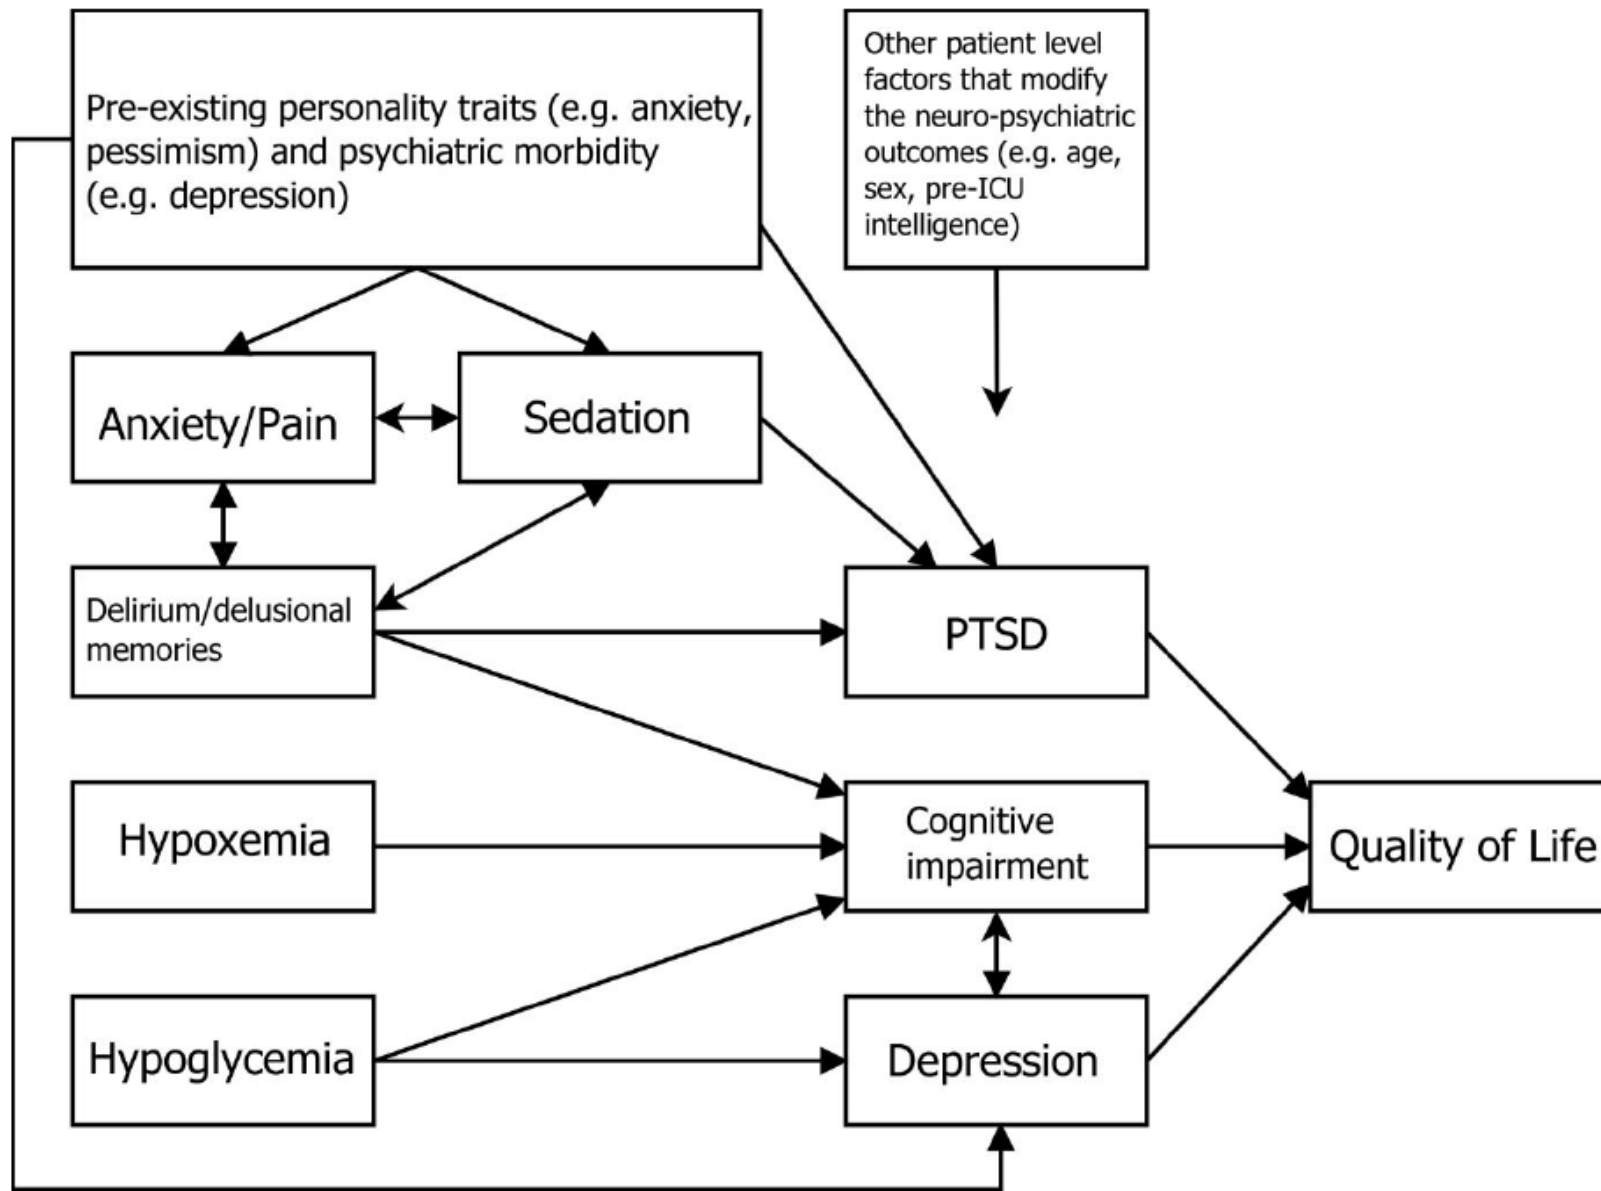 Pre-existing personality traits (e.g. anxiety,
pessimism) and psychiatric morbidity
(e.g. depression)
Other patient level
factors that modify
the neuro-psychiatric
outcomes (e.g. age,
sex, pre-ICU
intelligence)
Anxiety/Pain
Sedation
Delirium/delusional
memories
PTSD
Hypoxemia
Cognitive
impairment
Quality of Life
Hypoglycemia
Depression